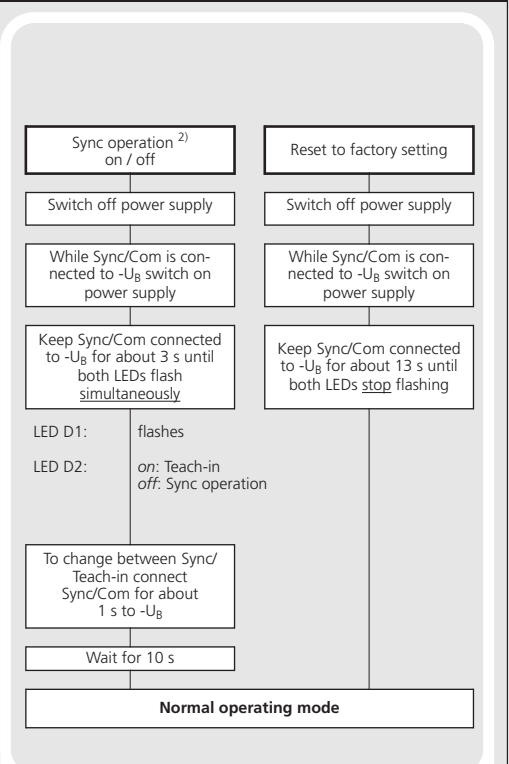 Sync operation 2)
on / off
Switch off power supply
While Sync/Com is con-
nected to -UB switch on
power supply
Keep Sync/Com connected
to -UB for about 3 s until
both LEDs flash
simultaneously
LED D1: flashes
LED D2: on: Teach-in
off: Sync operation
To change between Sync/
Teach-in connect
Sync/Com for about
1 s to -UB
Wait for 10 s
Reset to factory setting
Switch off power supply
While Sync/Com is con-
nected to -UB switch on
power supply
Keep Sync/Com connected
to -UB for about 13 s until
both LEDs stop flashing
Normal operating mode